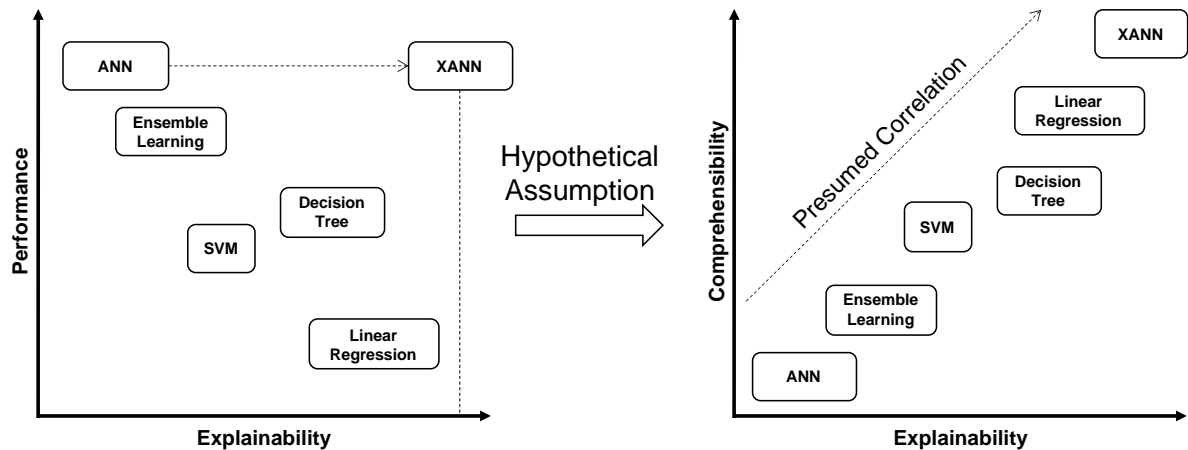 Performance
ANN
XANN
Ensemble
Learning
Decision
Tree
SVM
Linear
Regression
Explainability
Hypothetical
Assumption
Comprehensibility
Presumed Correlation
XANN
Linear
Regression
Decision
Tree
SVM
Ensemble
Learning
ANN
Explainability